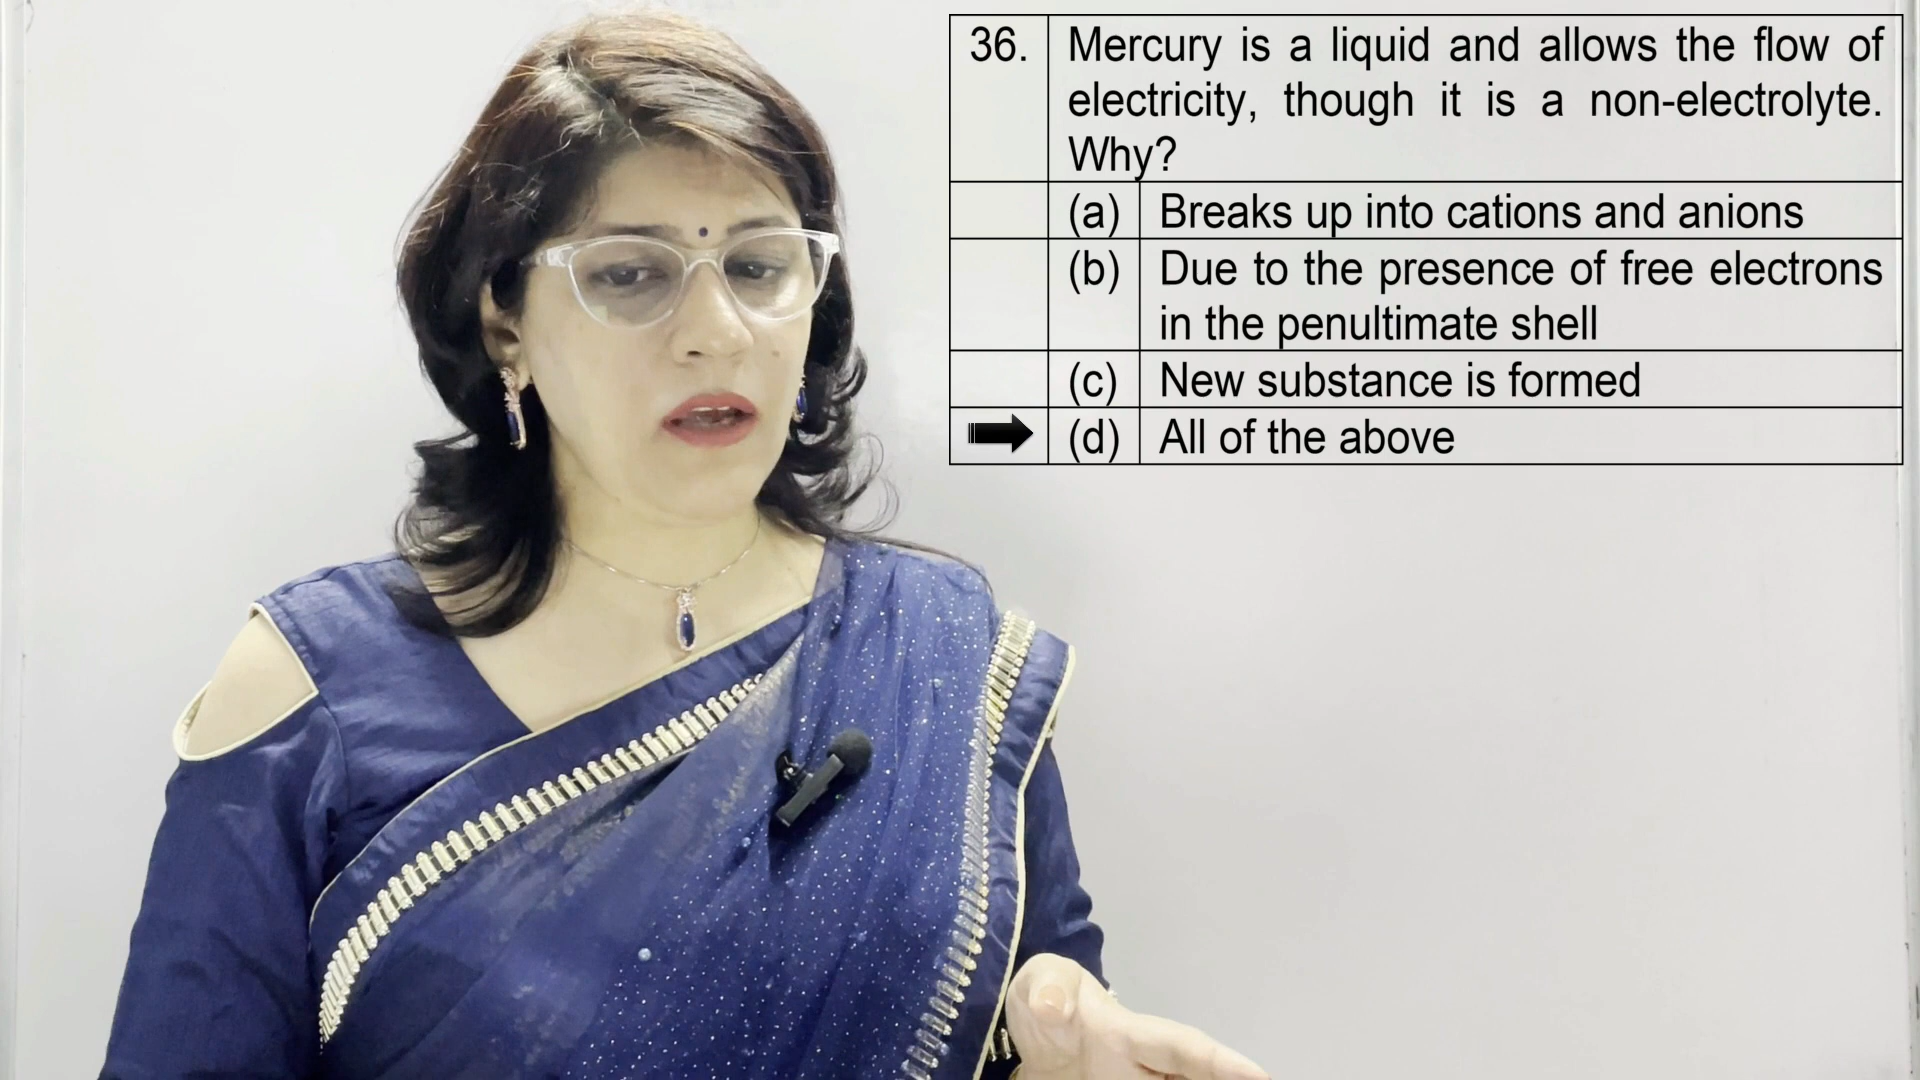 36. Mercury is a liquid and allows the flow of
electricity, though it is a non-electrolyte.
Why?
(a) Breaks up into cations and anions
(b) Due to the presence of free electrons
in the penultimate shell
(c) New substance is formed
(d) All of the above